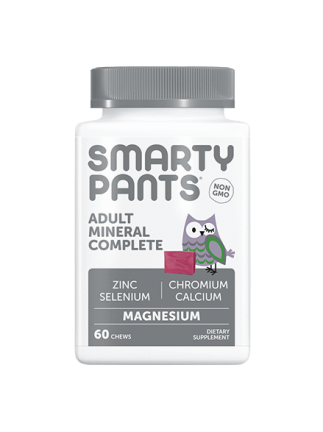 SMARTY
PANTS
NON
GMO
ADULT
MINERAL
COMPLETE
ZINC
SELENIUM
CHROMIUM
CALCIUM
MAGNESIUM
60 CHEWS
DIETARY
SUPPLEMENT